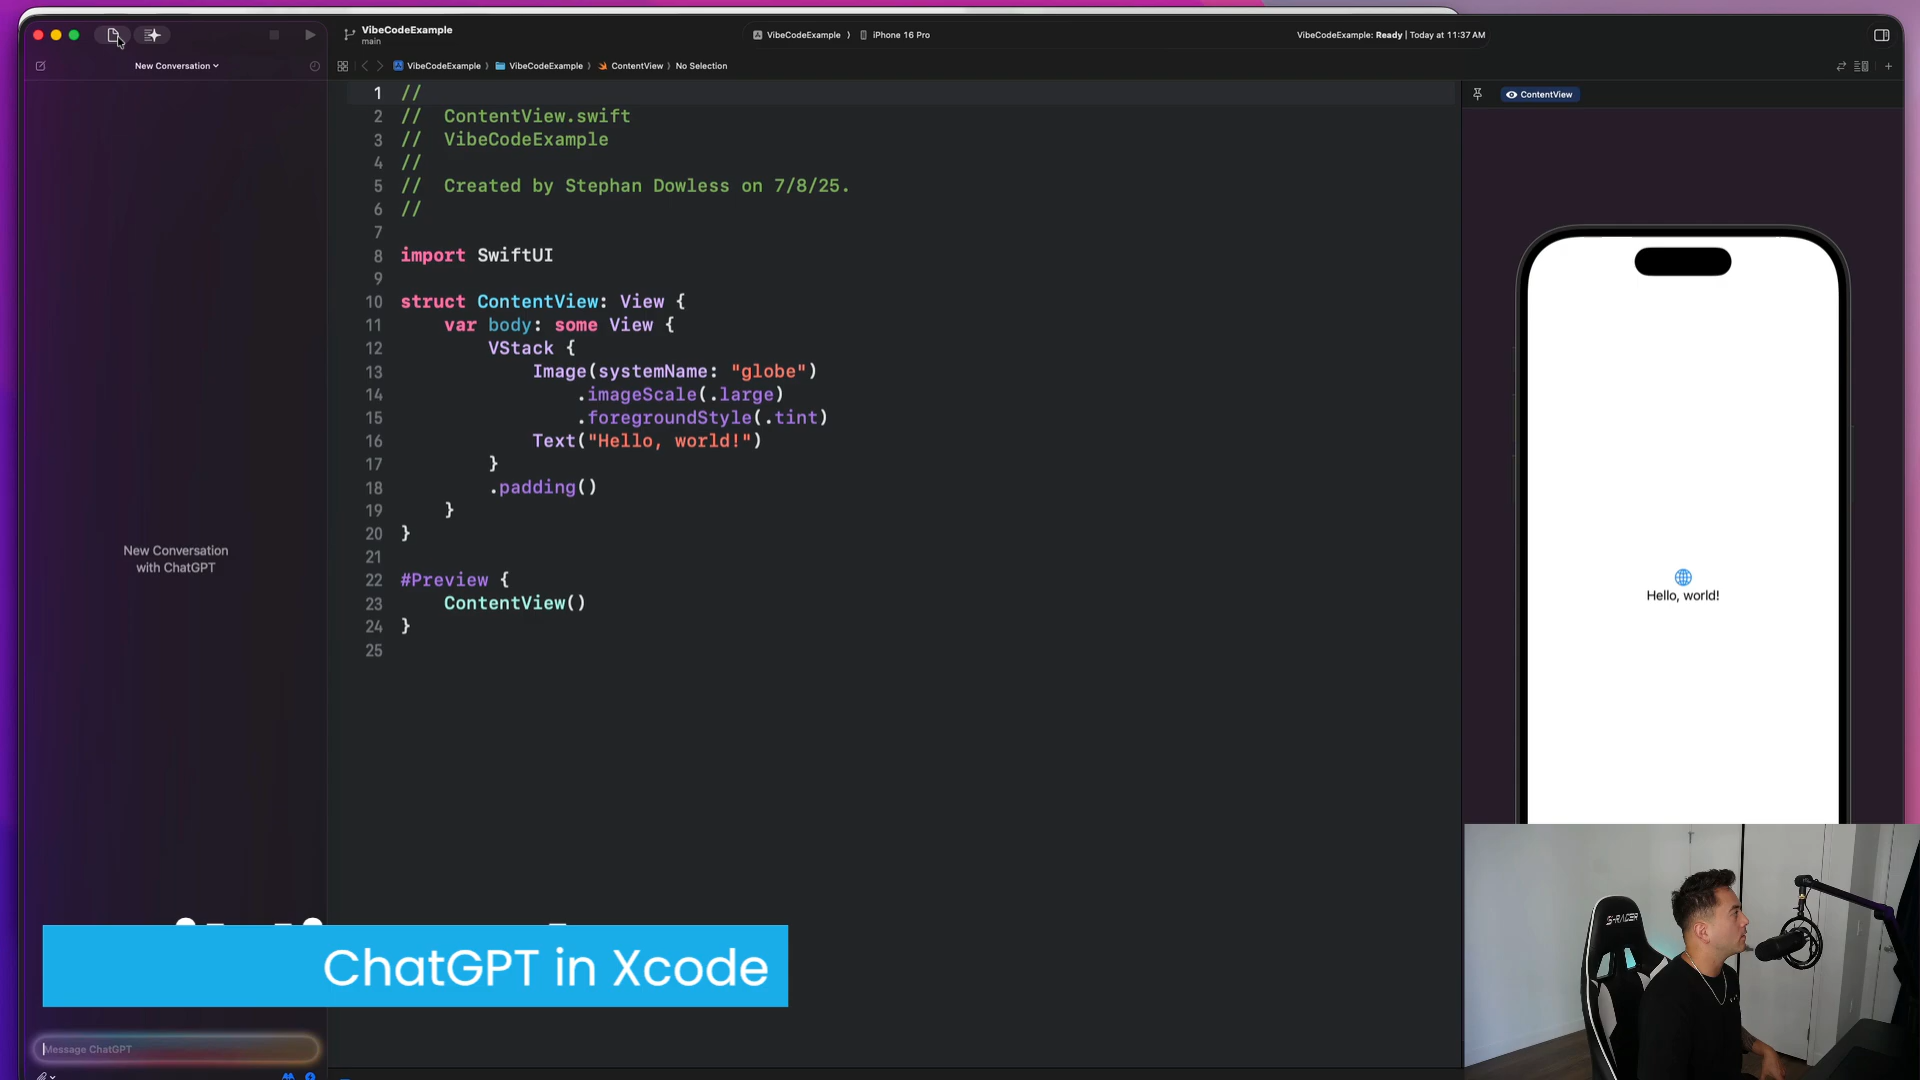 VibeCodeExample
main
VibeCodeExample 〉 iPhone 16 Pro
VibeCodeExample: Ready | Today at 11:37 AM
New Conversation
VibeCodeExample 〉 VibeCodeExample 〉 ContentView 〉 No Selection
ContentView
1 //
2 // ContentView.swift
3 // VibeCodeExample
4 //
5 // Created by Stephan Dowless on 7/8/25.
6 //
7
8 import SwiftUI
9
10 struct ContentView: View {
11 var body: some View {
12 VStack {
13 Image(systemName: "globe")
14 .imageScale(.large)
15 .foregroundStyle(.tint)
16 Text("Hello, world!")
17 }
18 .padding()
19 }
20 }
21
22 #Preview {
23 ContentView()
24 }
25
New Conversation
with ChatGPT
Hello, world!
ChatGPT in Xcode
Message ChatGPT
S-RACER